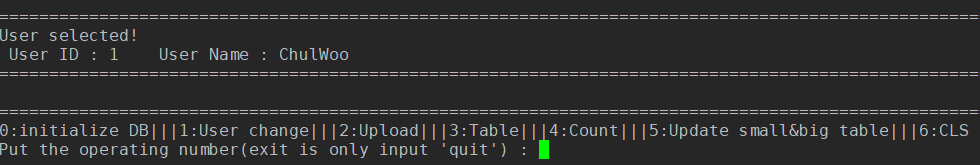 ================================================================================================
User selected!
 User ID : 1    User Name : ChulWoo
================================================================================================
================================================================================================
0:initialize DB|||1:User change|||2:Upload|||3:Table|||4:Count|||5:Update small&big table|||6:CLS
Put the operating number(exit is only input 'quit') :